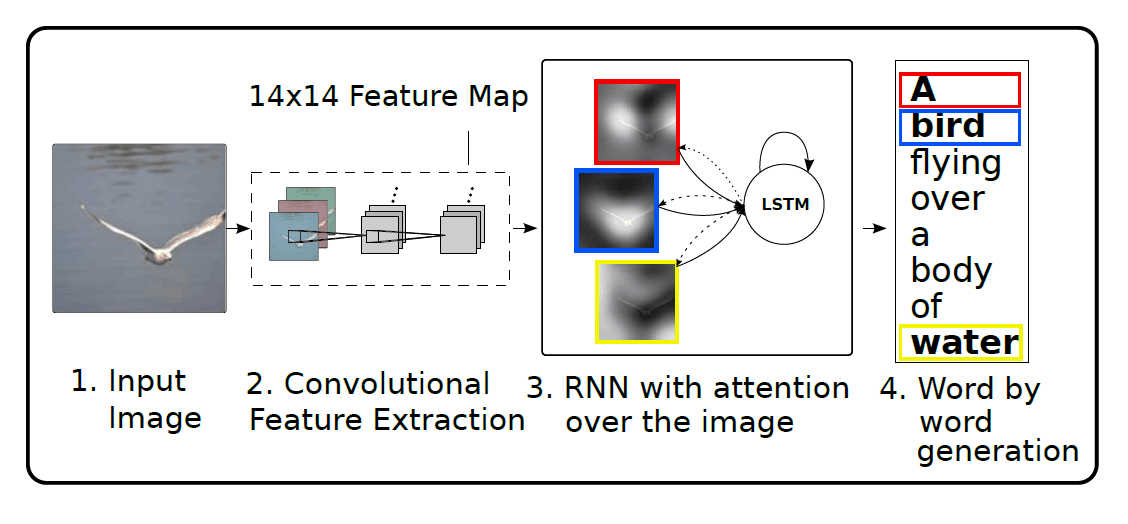 14x14 Feature Map
LSTM
A
bird
flying
over
a
body
of
water
1. Input
Image
2. Convolutional
Feature Extraction
3. RNN with attention
over the image
4. Word by
word
generation